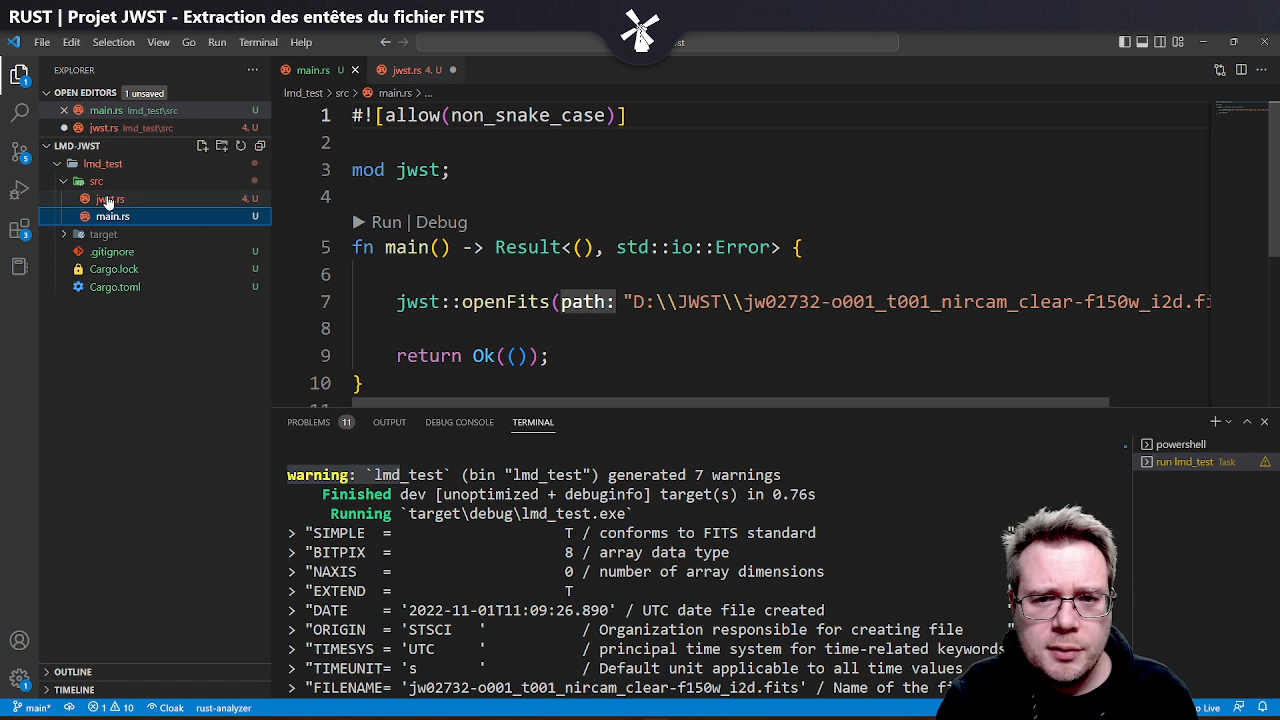 RUST | Projet JWST - Extraction des entêtes du fichier FITS
File Edit Selection View Go Run Terminal Help
EXPLORER
OPEN EDITORS 1 unsaved
main.rs lmd_test\src U
jwst.rs lmd_test\src 4, U
LMD-JWST
lmd_test
src
jwst.rs 4, U
main.rs U
target
.gitignore U
Cargo.lock U
Cargo.toml U
OUTLINE
TIMELINE
main.rs U jwst.rs 4, U
lmd_test > src > main.rs > ...
1 #![allow(non_snake_case)]
2
3 mod jwst;
4
Run | Debug
5 fn main() -> Result<(), std::io::Error> {
6
7 jwst::openFits(path: "D:\\JWST\\jw02732-o001_t001_nircam_clear-f150w_i2d.fi
8
9 return Ok(());
10 }
PROBLEMS 11 OUTPUT DEBUG CONSOLE TERMINAL
powershell
run lmd_test Task
warning: `lmd_test` (bin "lmd_test") generated 7 warnings
Finished dev [unoptimized + debuginfo] target(s) in 0.76s
Running `target\debug\lmd_test.exe`
> "SIMPLE  =                    T / conforms to FITS standard
> "BITPIX  =                    8 / array data type
> "NAXIS   =                    0 / number of array dimensions
> "EXTEND  =                    T
> "DATE    = '2022-11-01T11:09:26.890' / UTC date file created
> "ORIGIN  = 'STSCI   '           / Organization responsible for creating file
> "TIMESYS = 'UTC     '           / principal time system for time-related keywords
> "TIMEUNIT= 's       '           / Default unit applicable to all time values
> "FILENAME= 'jw02732-o001_t001_nircam_clear-f150w_i2d.fits' / Name of the fi
main* 1 10 Cloak rust-analyzer